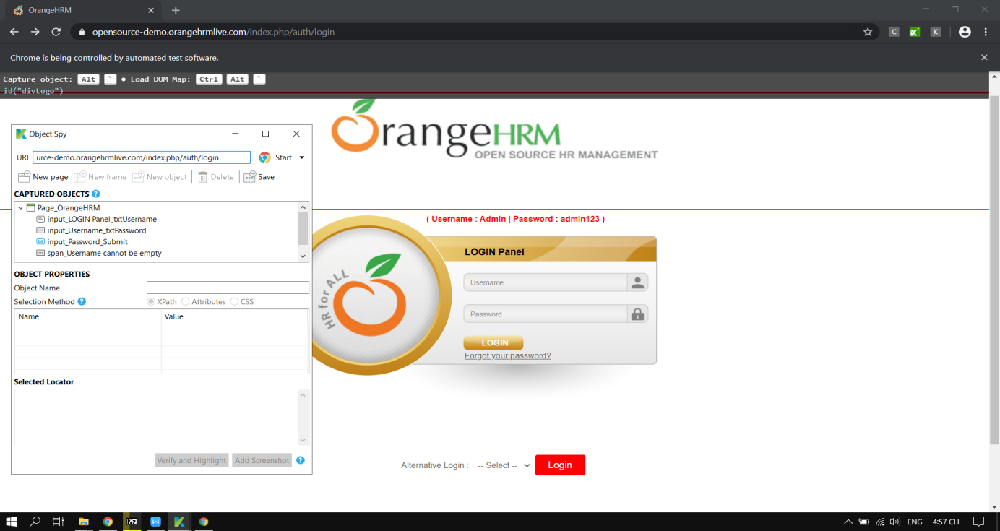 OrangeHRM
opensource-demo.orangehrmlive.com/index.php/auth/login
C K
Chrome is being controlled by automated test software.
Capture object: Alt ` ● Load DOM Map: Ctrl Alt `
id("divLogo")
OrangeHRM
OPEN SOURCE HR MANAGEMENT
Object Spy
URL urce-demo.orangehrmlive.com/index.php/auth/login Start
New page New frame New object Delete Save
CAPTURED OBJECTS ?
Page_OrangeHRM
input_LOGIN Panel_txtUsername
input_Username_txtPassword
input_Password_Submit
span_Username cannot be empty
OBJECT PROPERTIES
Object Name
Selection Method ? XPath Attributes CSS
Name Value
Selected Locator
Verify and Highlight Add Screenshot ?
( Username : Admin | Password : admin123 )
HR for ALL
LOGIN Panel
Username
Password
LOGIN
Forgot your password?
Alternative Login : -- Select -- Login
ENG 4:57 CH